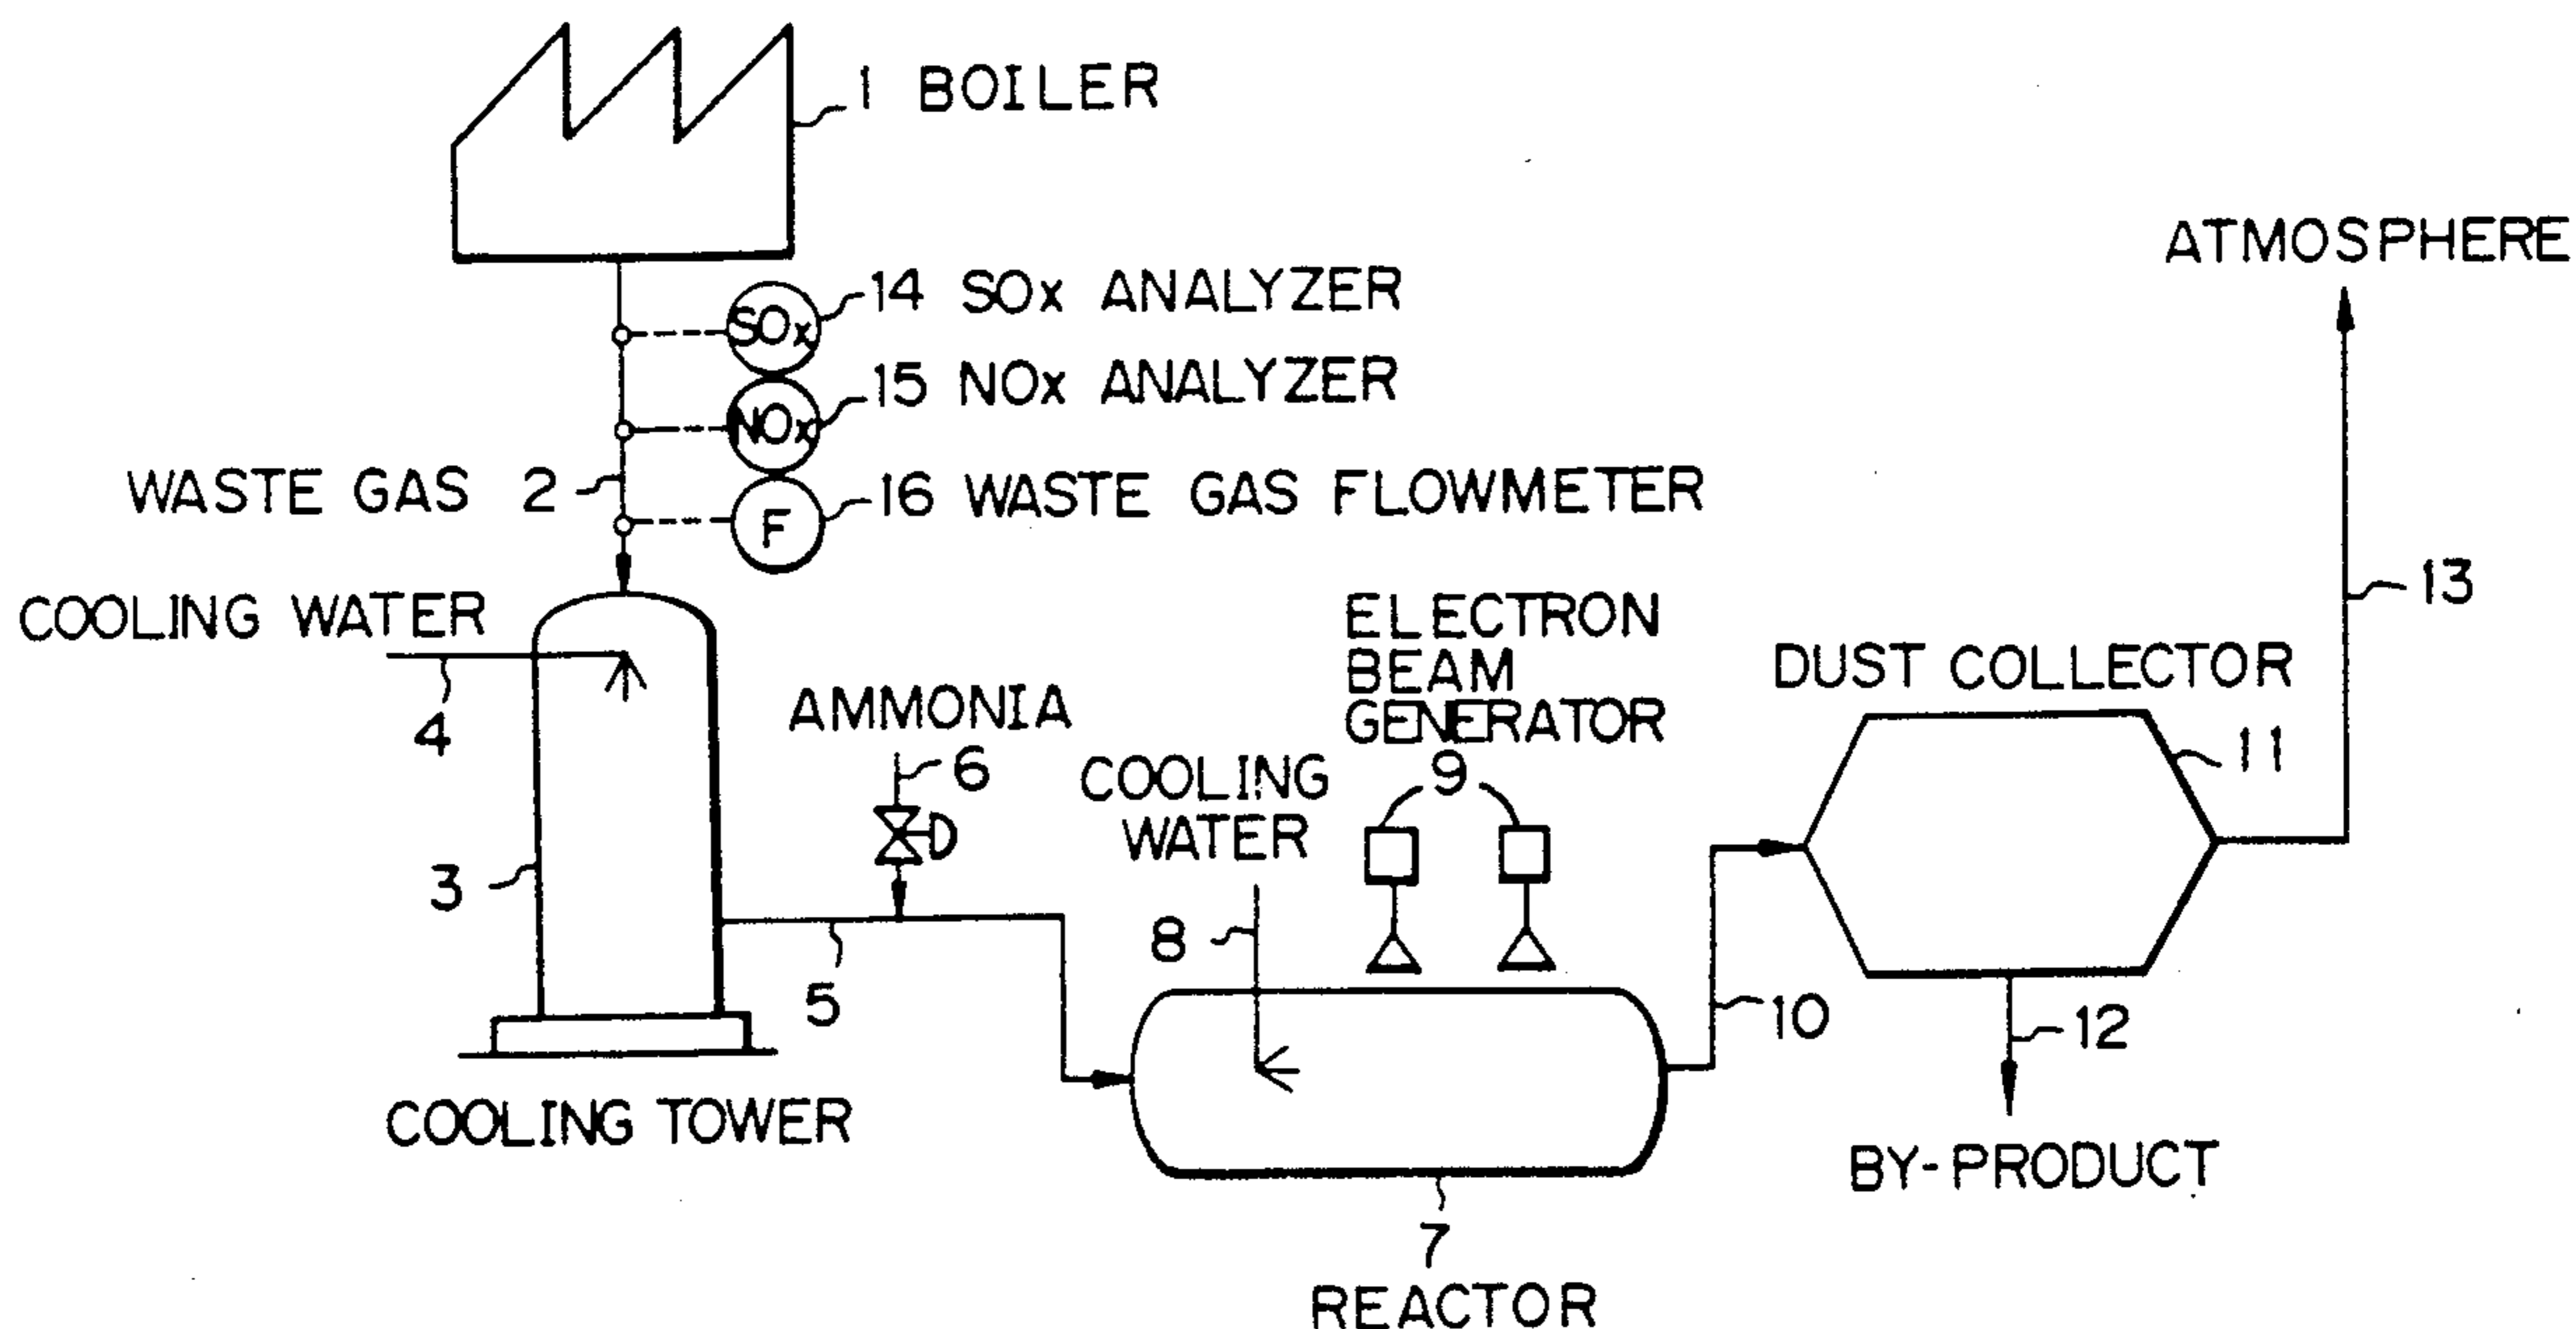 1 BOILER
ATMOSPHERE
SOx 14 SOx ANALYZER
NOx 15 NOx ANALYZER
WASTE GAS 2
F 16 WASTE GAS FLOWMETER
13
COOLING WATER
4
ELECTRON
BEAM
GENERATOR
9
DUST COLLECTOR
11
AMMONIA
6
COOLING
WATER
3
8
5
10
12
COOLING TOWER
BY-PRODUCT
7
REACTOR